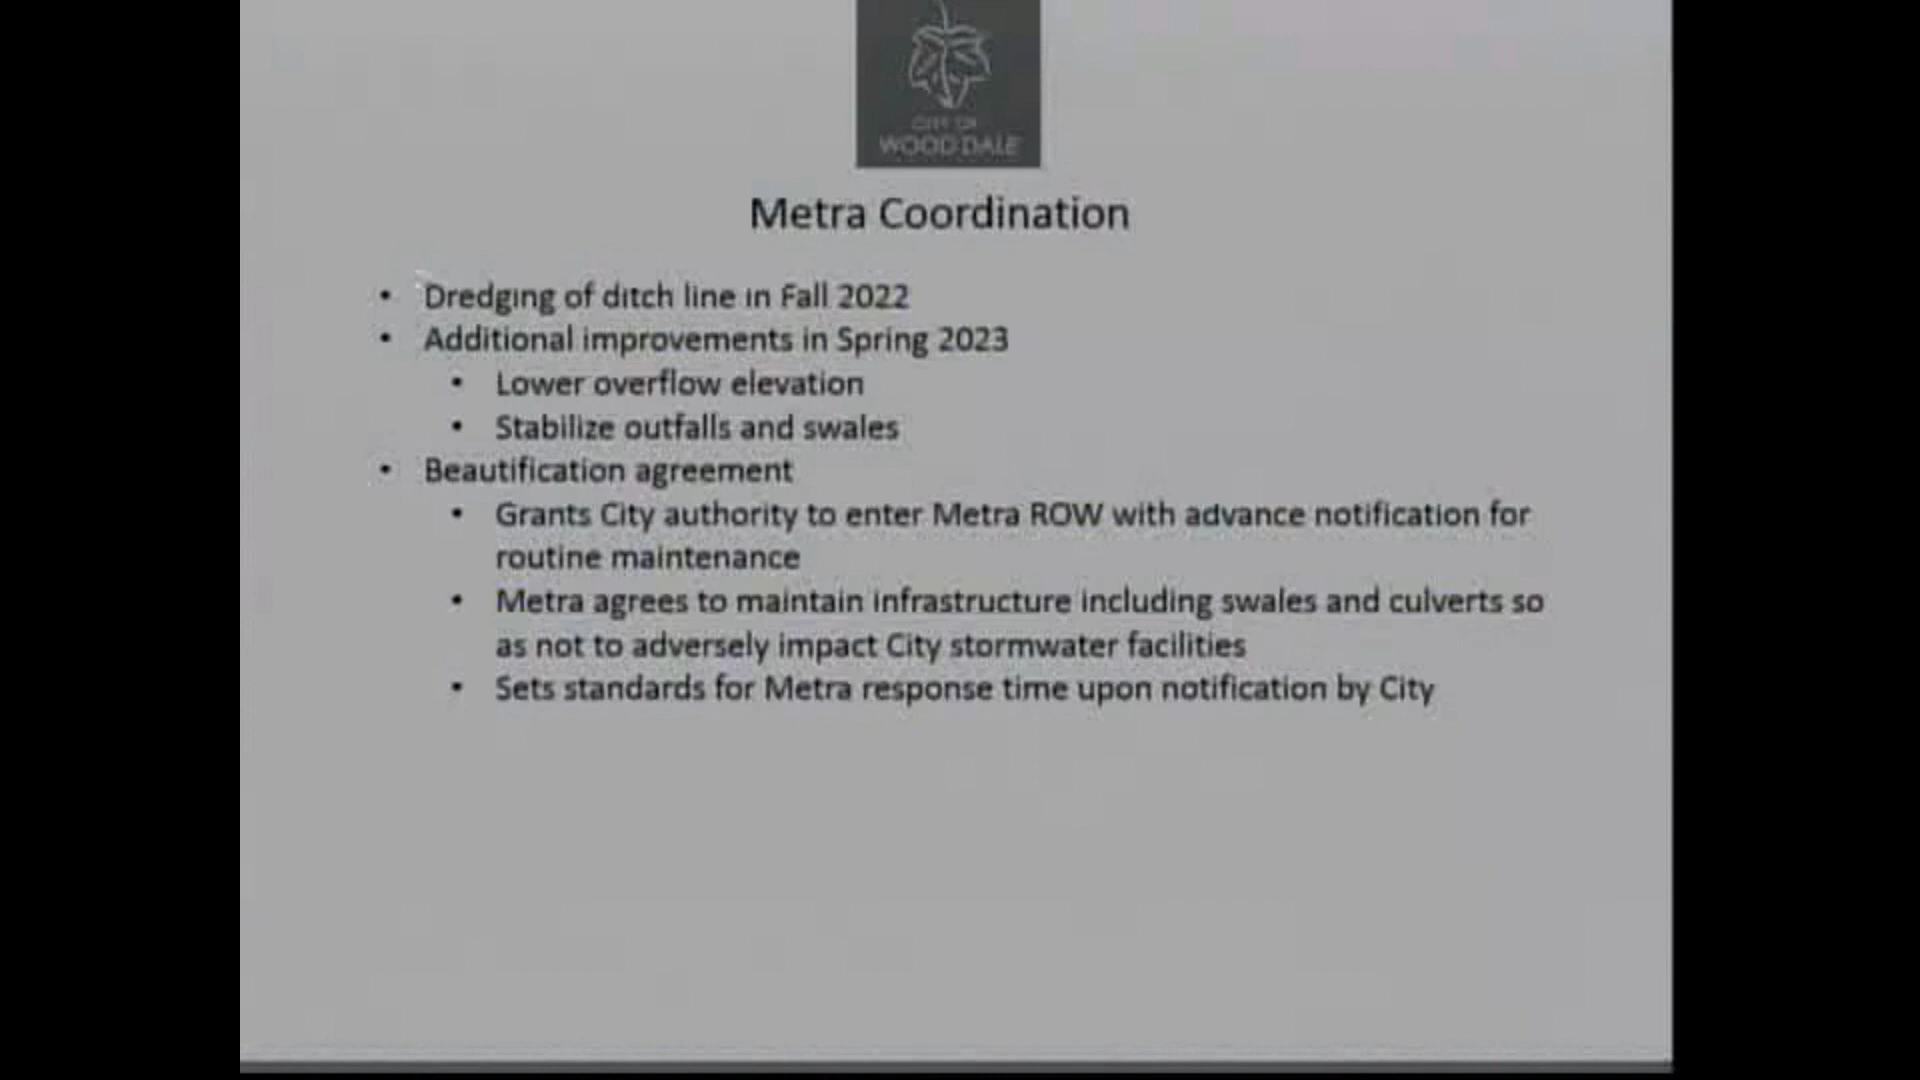 CITY OF
WOOD DALE
Metra Coordination
• Dredging of ditch line in Fall 2022
• Additional improvements in Spring 2023
• Lower overflow elevation
• Stabilize outfalls and swales
• Beautification agreement
• Grants City authority to enter Metra ROW with advance notification for
routine maintenance
• Metra agrees to maintain infrastructure including swales and culverts so
as not to adversely impact City stormwater facilities
• Sets standards for Metra response time upon notification by City